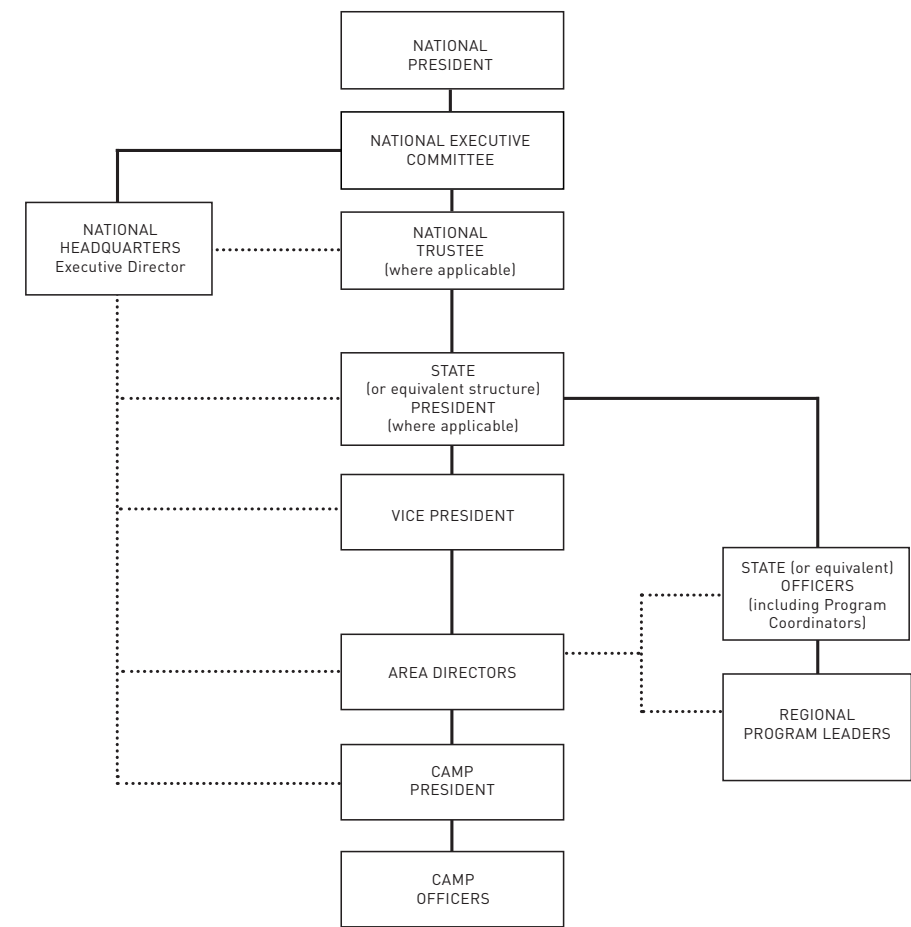 NATIONAL
PRESIDENT
NATIONAL EXECUTIVE
COMMITTEE
NATIONAL
HEADQUARTERS
Executive Director
NATIONAL
TRUSTEE
(where applicable)
STATE
(or equivalent structure)
PRESIDENT
(where applicable)
VICE PRESIDENT
STATE (or equivalent)
OFFICERS
(including Program
Coordinators)
AREA DIRECTORS
REGIONAL
PROGRAM LEADERS
CAMP
PRESIDENT
CAMP
OFFICERS